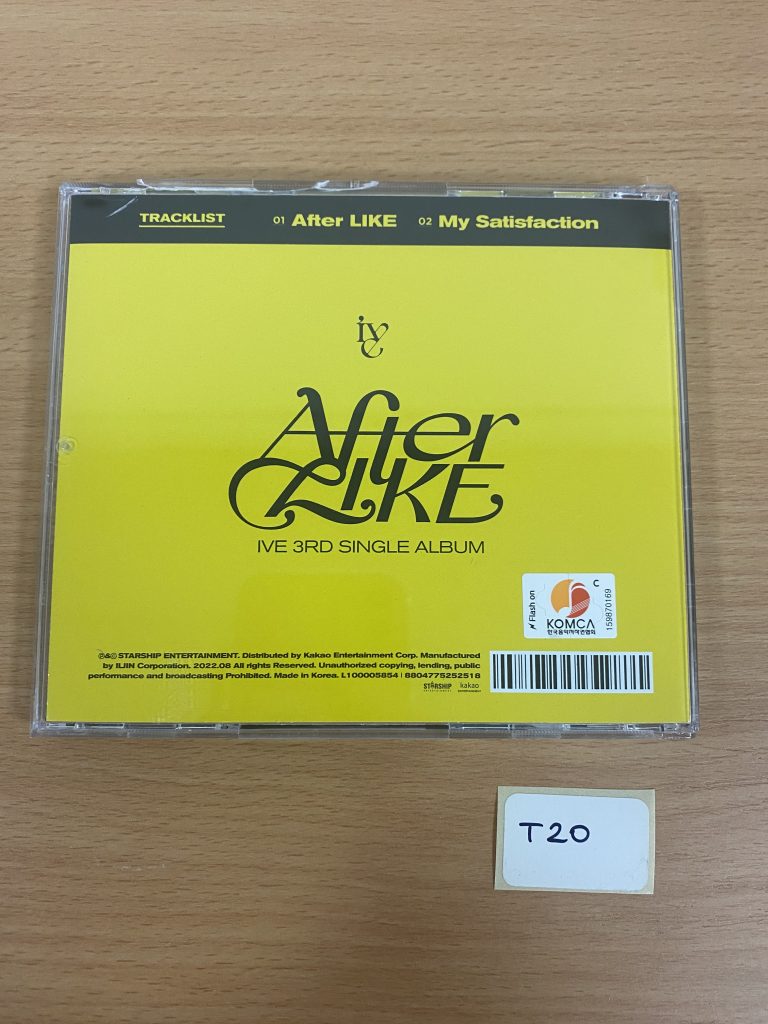 TRACKLIST 01 After LIKE 02 My Satisfaction
ive
After
LIKE
IVE 3RD SINGLE ALBUM
⚡ Flash on
C
KOMCA
한국음악저작권협회
159870169
℗&© STARSHIP ENTERTAINMENT. Distributed by Kakao Entertainment Corp. Manufactured
by ILJIN Corporation. 2022.08 All rights Reserved. Unauthorized copying, lending, public
performance and broadcasting Prohibited. Made in Korea. L100005854 | 8804775252518
STARSHIP kakao
ENTERTAINMENT ENTERTAINMENT
T20